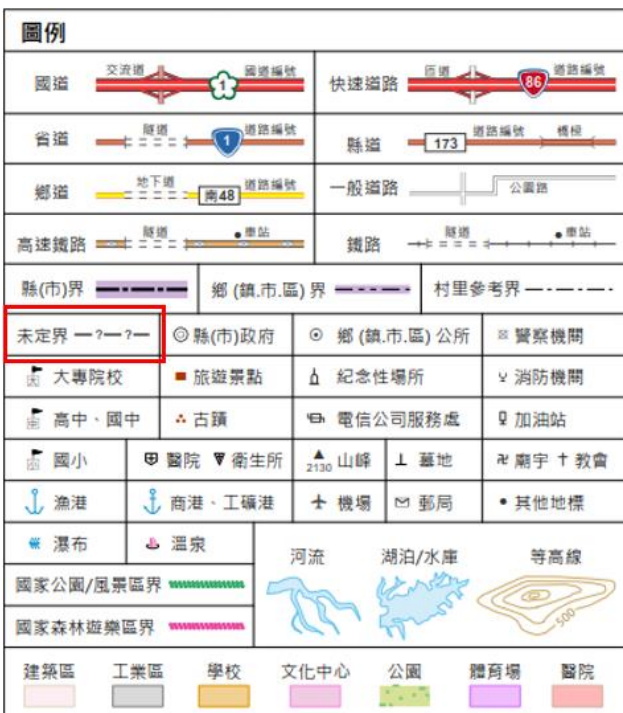 圖例
國道 交流道 1 國道編號 快速道路 匝道 86 道路編號
省道 隧道 1 道路編號 縣道 173 道路編號 橋樑
鄉道 地下道 南48 道路編號 一般道路 公園路
高速鐵路 隧道 車站 鐵路 隧道 車站
縣(市)界 鄉 (鎮.市.區) 界 村里參考界
未定界 ? ? 縣(市)政府 鄉 (鎮.市.區) 公所 警察機關
大專院校 旅遊景點 紀念性場所 消防機關
高中、國中 古蹟 電信公司服務處 加油站
國小 醫院 衛生所 2130 山峰 墓地 廟宇 教會
漁港 商港、工礦港 機場 郵局 其他地標
瀑布 溫泉 河流 湖泊/水庫 等高線
國家公園/風景區界
500
國家森林遊樂區界
建築區 工業區 學校 文化中心 公園 體育場 醫院